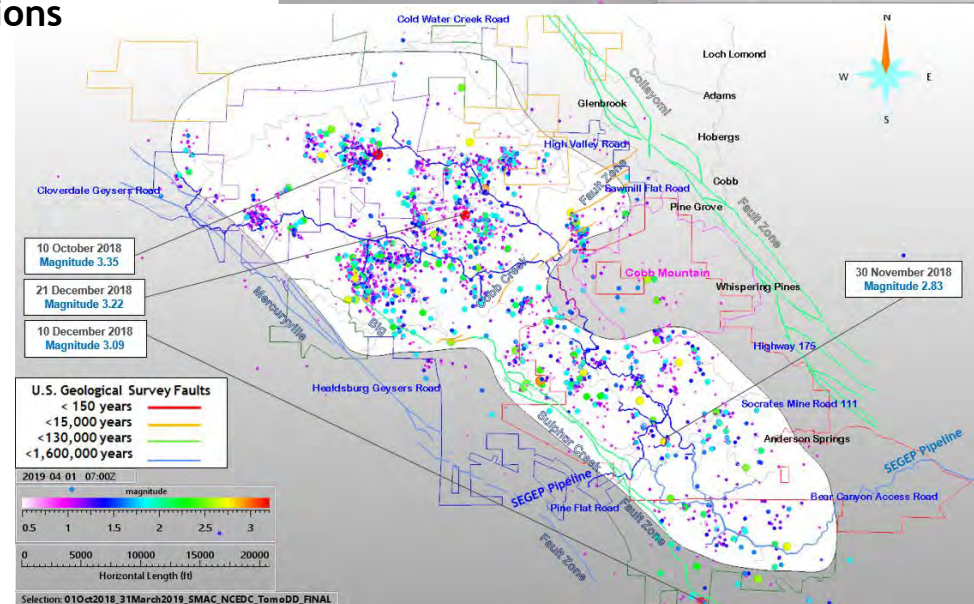 ions
Cold Water Creek Road
N
W
E
S
Loch Lomond
Collayomi
Adams
Glenbrook
Hobergs
High Valley Road
Cobb
Fault Zone
Sawmill Flat Road
Cloverdale Geysers Road
Pine Grove
Fault Zone
10 October 2018
Magnitude 3.35
Cobb Mountain
30 November 2018
Magnitude 2.83
Cobb Creek
Whispering Pines
21 December 2018
Magnitude 3.22
Mercuryville
Big
10 December 2018
Magnitude 3.09
Highway 175
Healdsburg Geysers Road
U.S. Geological Survey Faults
< 150 years
<15,000 years
<130,000 years
<1,600,000 years
Socrates Mine Road 111
Sulphur Creek
Anderson Springs
SEGEP Pipeline
2019-04-01 07:00Z
magnitude
0.5 1 1.5 2 2.5 3
SEGEP Pipeline
Bear Canyon Access Road
Pine Flat Road
Fault Zone
Fault Zone
0 5000 10000 15000 20000
Horizontal Length (ft)
Selection: 01Oct2018_31March2019_SMAC_NCEDC_TomoDD_FINAL